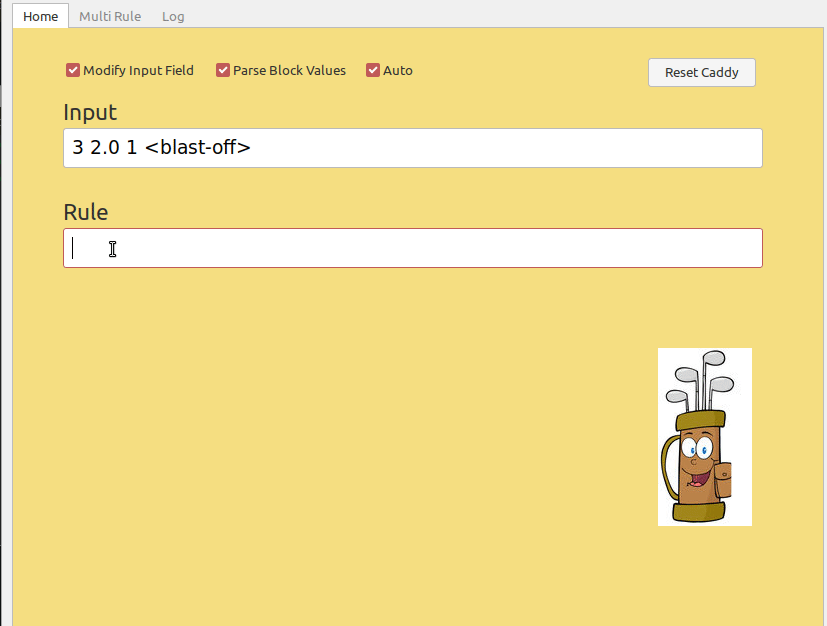 Home Multi Rule Log
Modify Input Field Parse Block Values Auto Reset Caddy
Input
3 2.0 1 <blast-off>
Rule